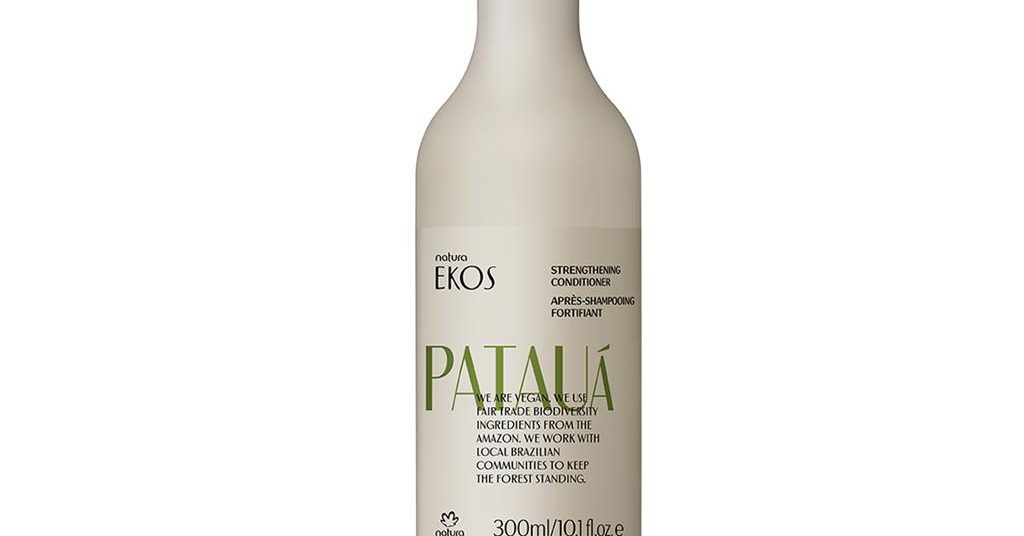 natura
EKOS
STRENGTHENING
CONDITIONER
APRÈS-SHAMPOOING
FORTIFIANT
PATAUÁ
WE ARE VEGAN. WE USE
FAIR TRADE BIODIVERSITY
INGREDIENTS FROM THE
AMAZON. WE WORK WITH
LOCAL BRAZILIAN
COMMUNITIES TO KEEP
THE FOREST STANDING.
natura
300ml/10.1 fl.oz.e